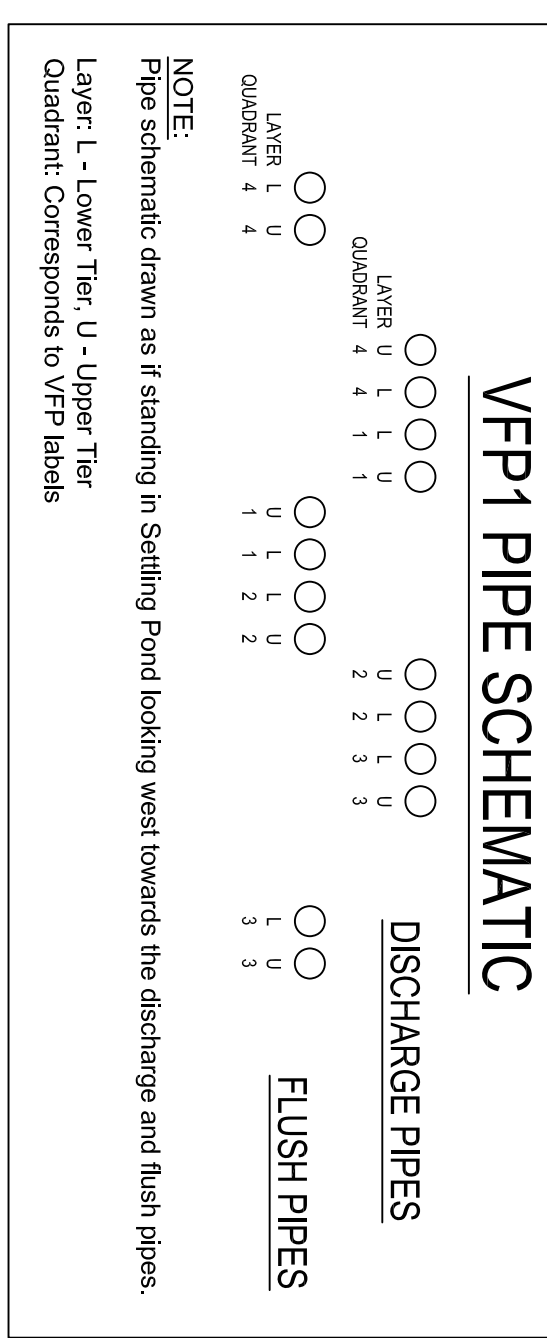 VFP1 PIPE SCHEMATIC
DISCHARGE PIPES
LAYER U L L U U L L U
QUADRANT 4 4 1 1 2 2 3 3
FLUSH PIPES
LAYER L U U L L U L U
QUADRANT 4 4 1 1 2 2 3 3
NOTE:
Pipe schematic drawn as if standing in Settling Pond looking west towards the discharge and flush pipes.
Layer: L - Lower Tier, U - Upper Tier
Quadrant: Corresponds to VFP labels